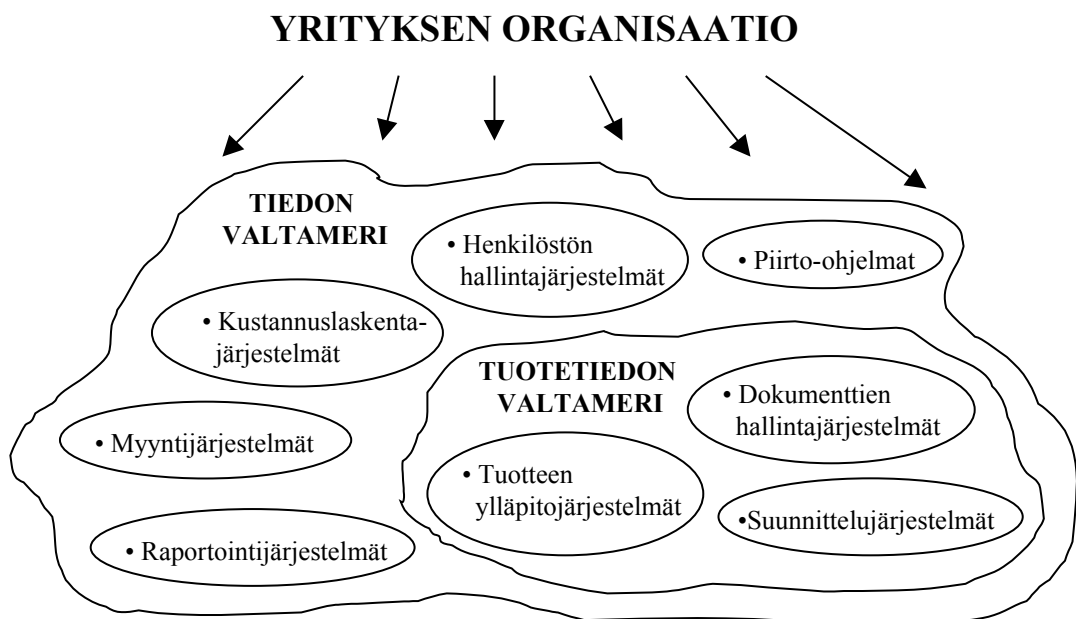 YRITYKSEN ORGANISAATIO
TIEDON
VALTAMERI
• Henkilöstön
hallintajärjestelmät
• Piirto-ohjelmat
• Kustannuslaskenta-
järjestelmät
TUOTETIEDON
VALTAMERI
• Dokumenttien
hallintajärjestelmät
• Myyntijärjestelmät
• Tuotteen
ylläpitojärjestelmät
•Suunnittelujärjestelmät
• Raportointijärjestelmät